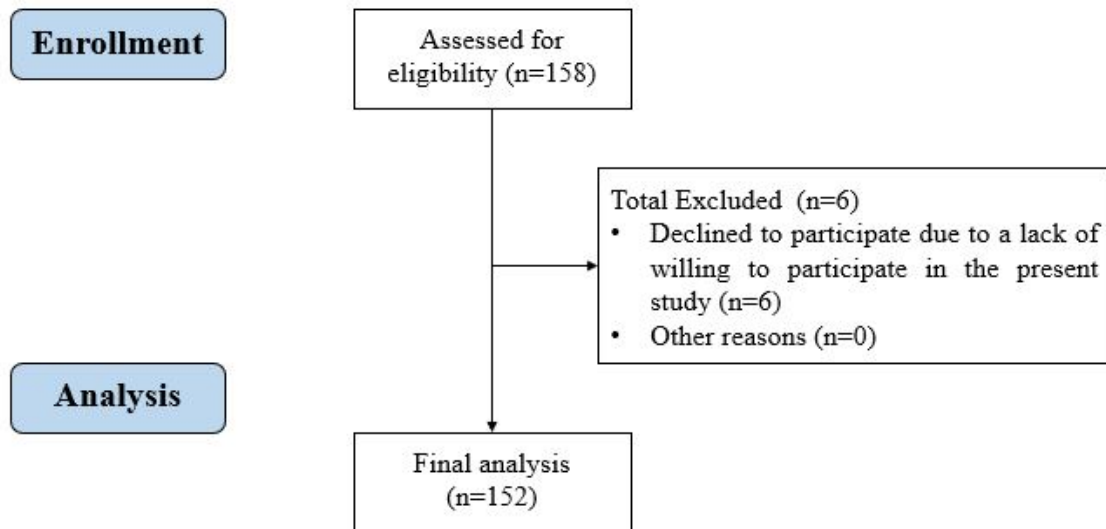 Enrollment
Assessed for
eligibility (n=158)
Total Excluded (n=6)
• Declined to participate due to a lack of
willing to participate in the present
study (n=6)
• Other reasons (n=0)
Analysis
Final analysis
(n=152)